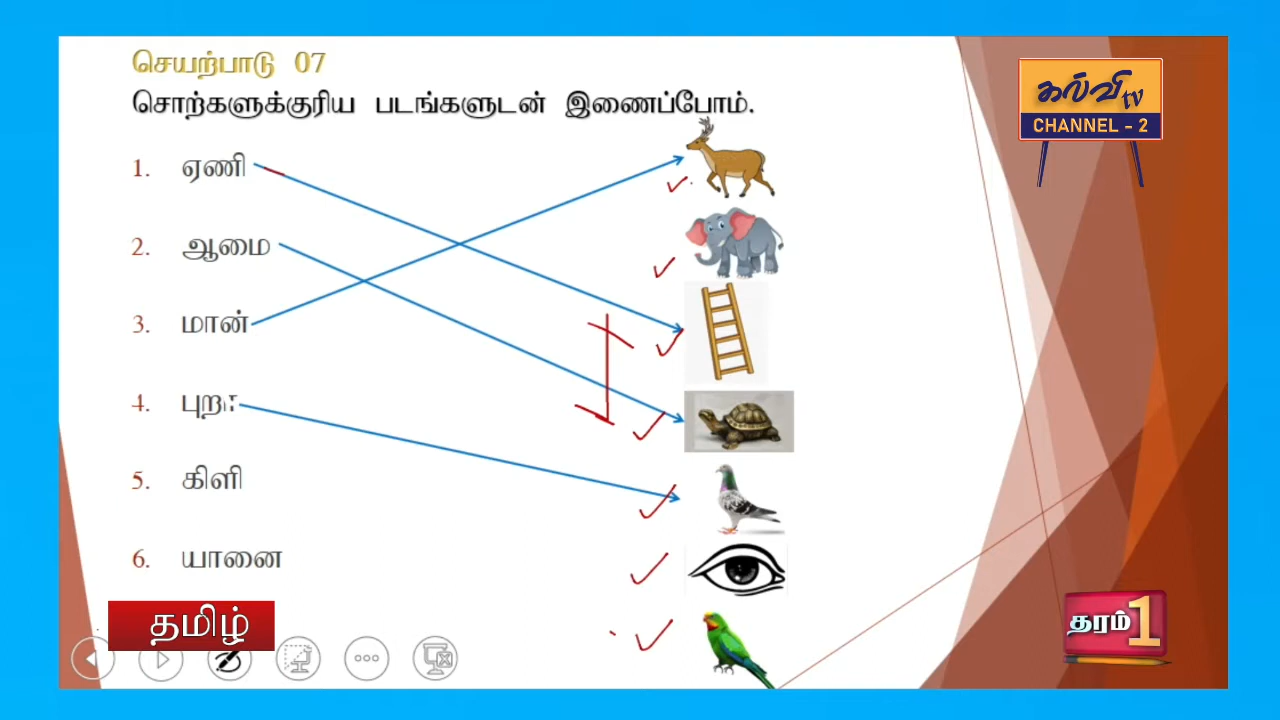 செயற்பாடு 07
சொற்களுக்குரிய படங்களுடன் இணைப்போம்.
1. ஏணி
2. ஆமை
3. மான்
4. புறா
5. கிளி
6. யானை
தமிழ்
கல்வி tv
CHANNEL - 2
தரம் 1